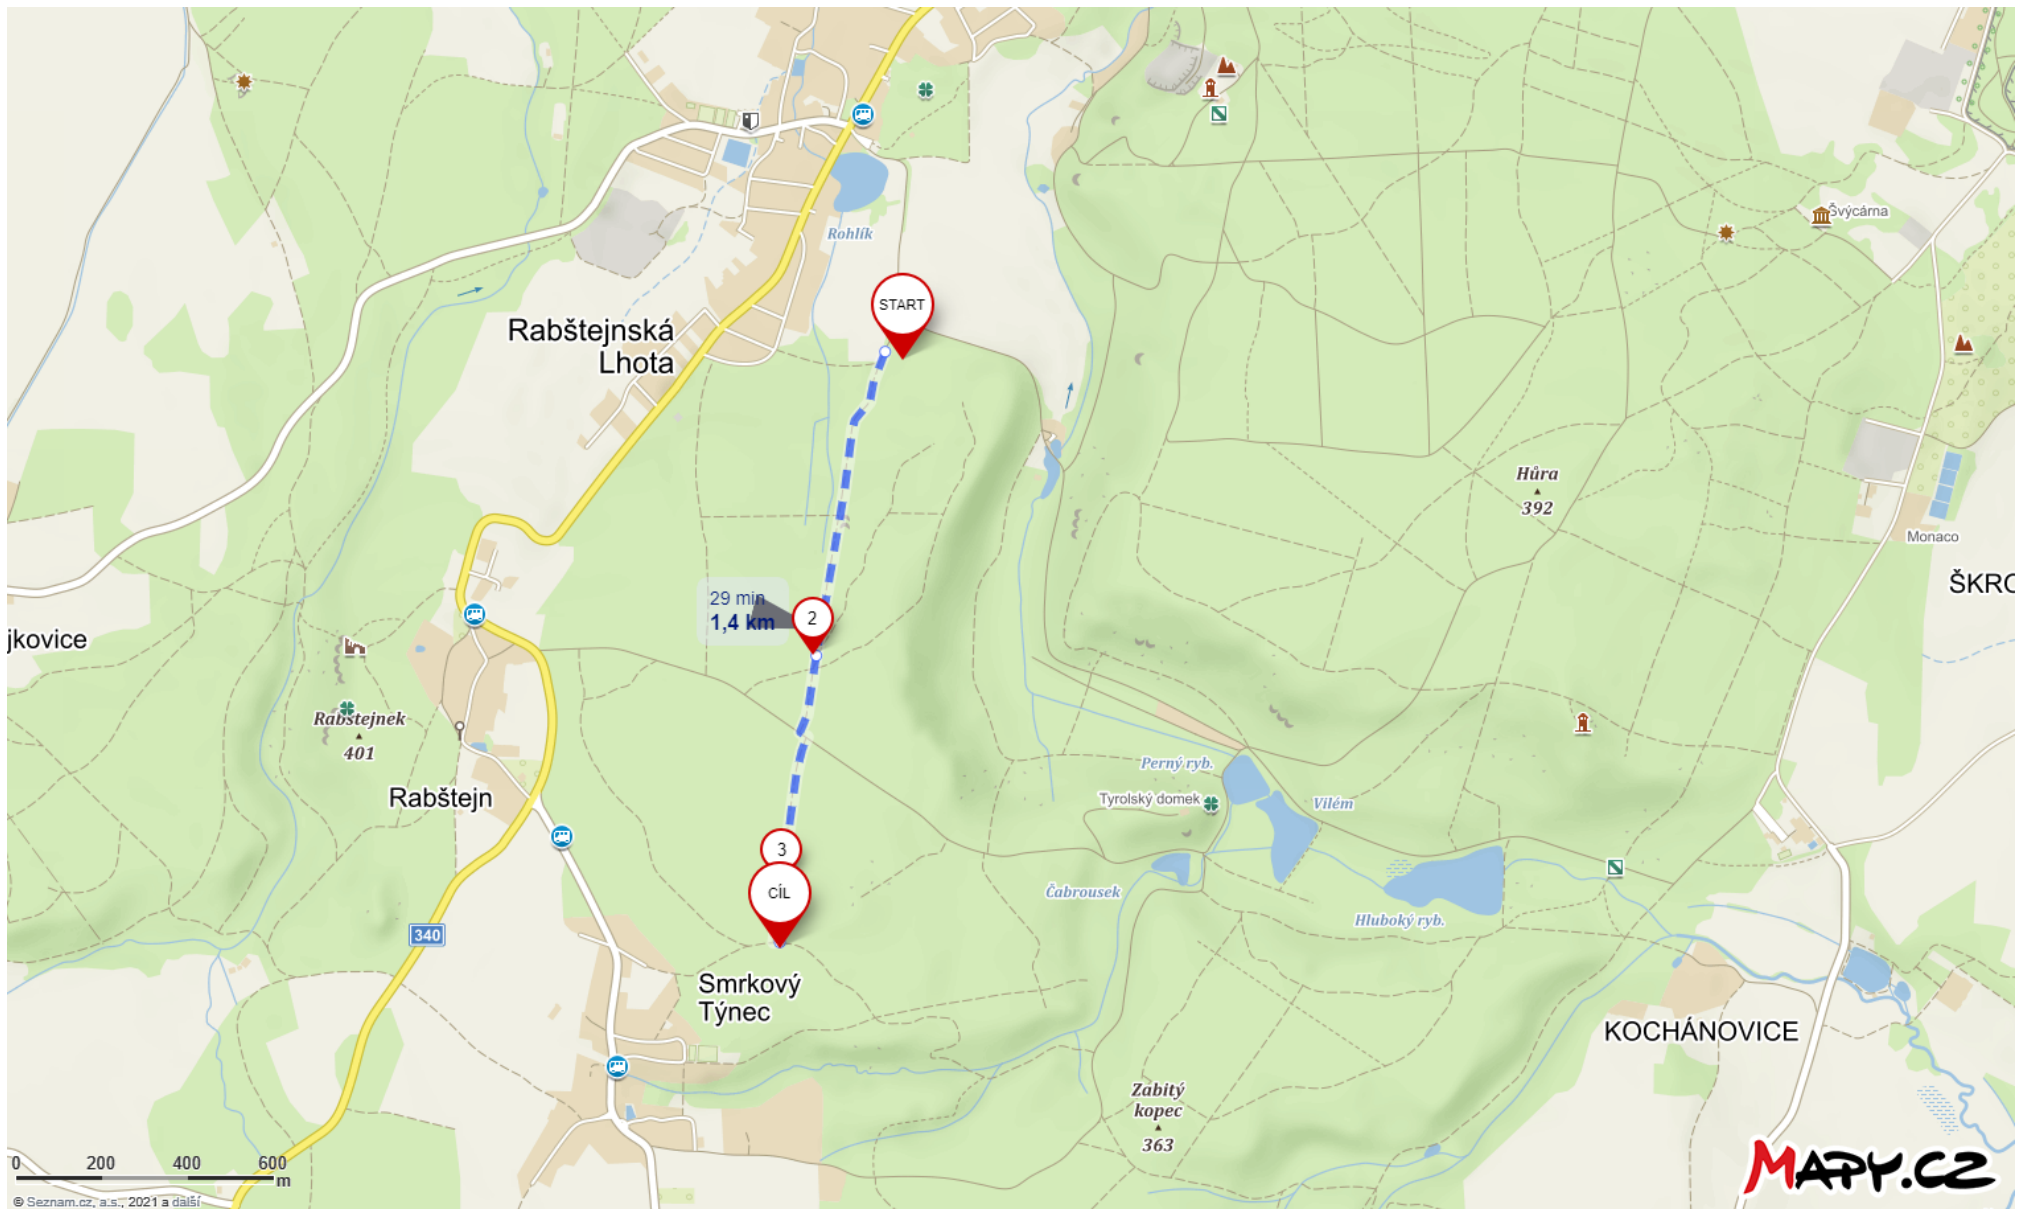 Švýcárna
Rohlík
START
Rabštejnská
Lhota
Hůra
392
Monaco
ŠKRO
29 min
1,4 km
2
jkovice
Rabštejnek
401
Rabštejn
Perný ryb.
Tyrolský domek
Vilém
3
CÍL
Čabrousek
Hluboký ryb.
340
Smrkový
Týnec
KOCHÁNOVICE
Zabitý
kopec
363
0 200 400 600
m
MAPY.CZ
© Seznam.cz, a.s., 2021 a další